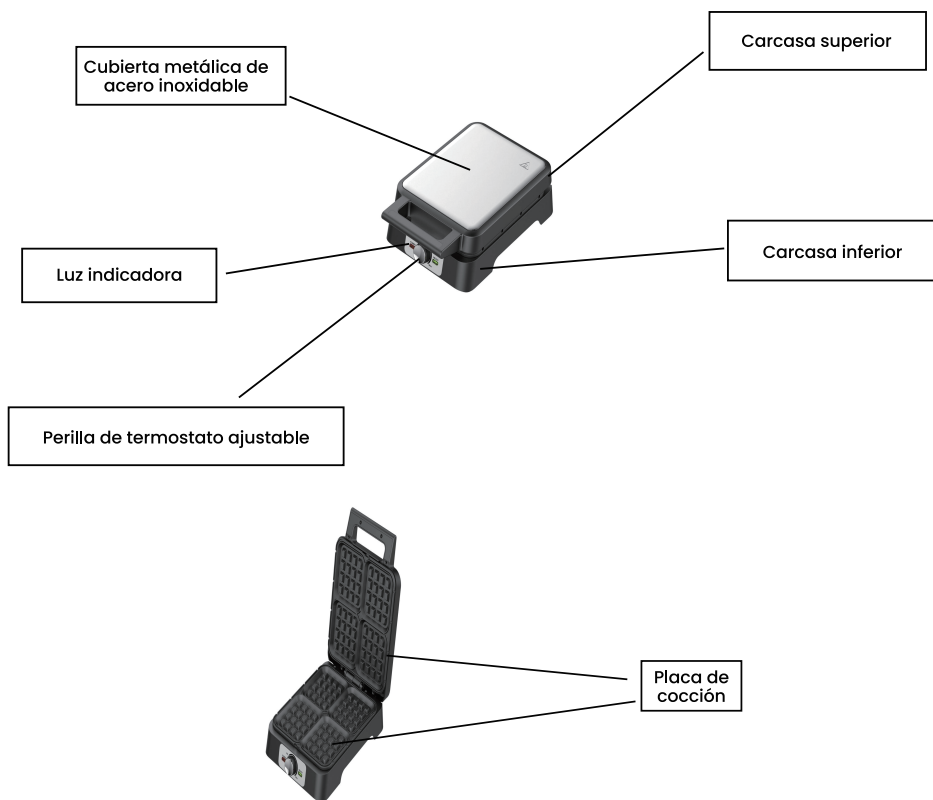 Carcasa superior
Cubierta metálica de
acero inoxidable
Carcasa inferior
Luz indicadora
Perilla de termostato ajustable
Placa de
cocción